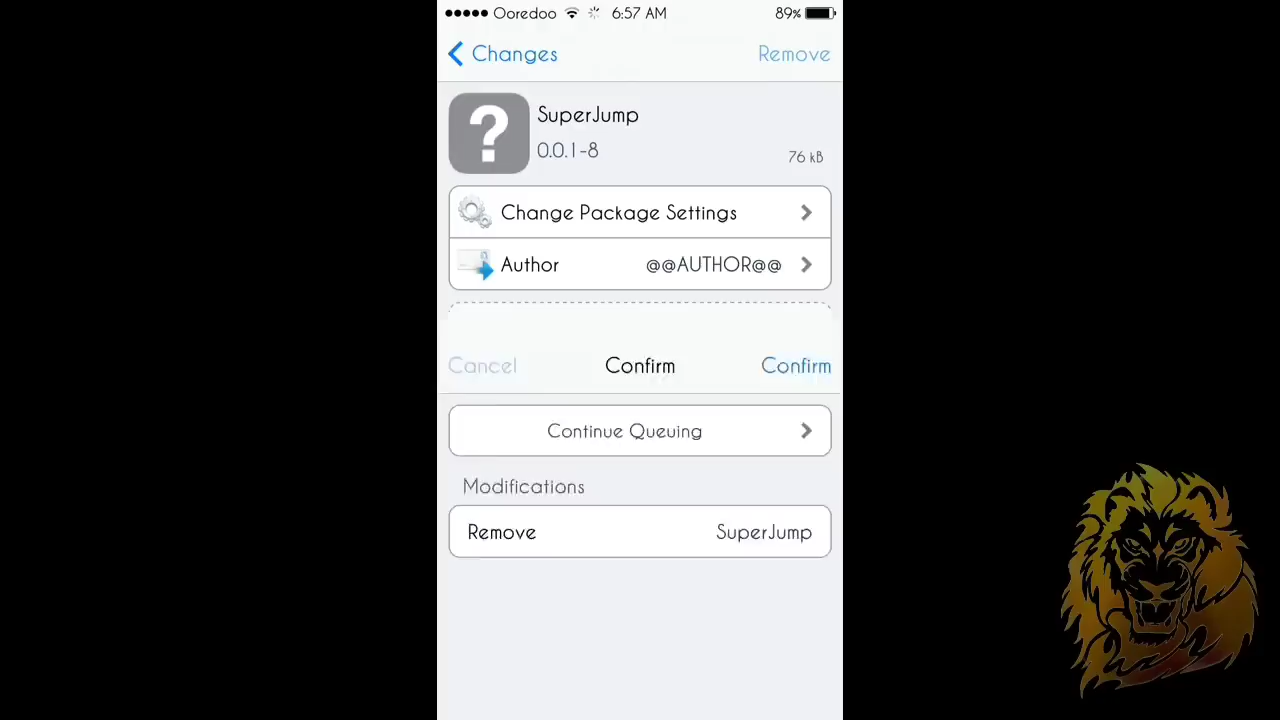 Ooredoo 6:57 AM 89%
Changes Remove
SuperJump
0.0.1-8
76 kB
Change Package Settings
Author @@AUTHOR@@
Cancel Confirm Confirm
Continue Queuing
Modifications
Remove SuperJump